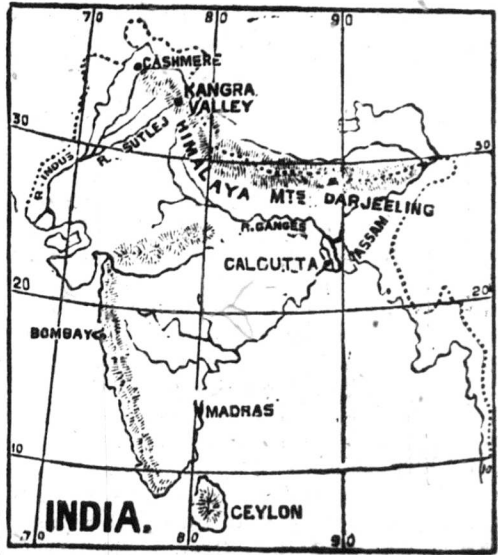 70 80 90
CASHMERE
KANGRA
VALLEY
30
R. SUTLEJ
R. INDUS
HIMALAYA MTS
30
DARJEELING
R. GANGES
ASSAM
CALCUTTA
20
20
BOMBAY
MADRAS
10
10
INDIA.
CEYLON
70 80 90